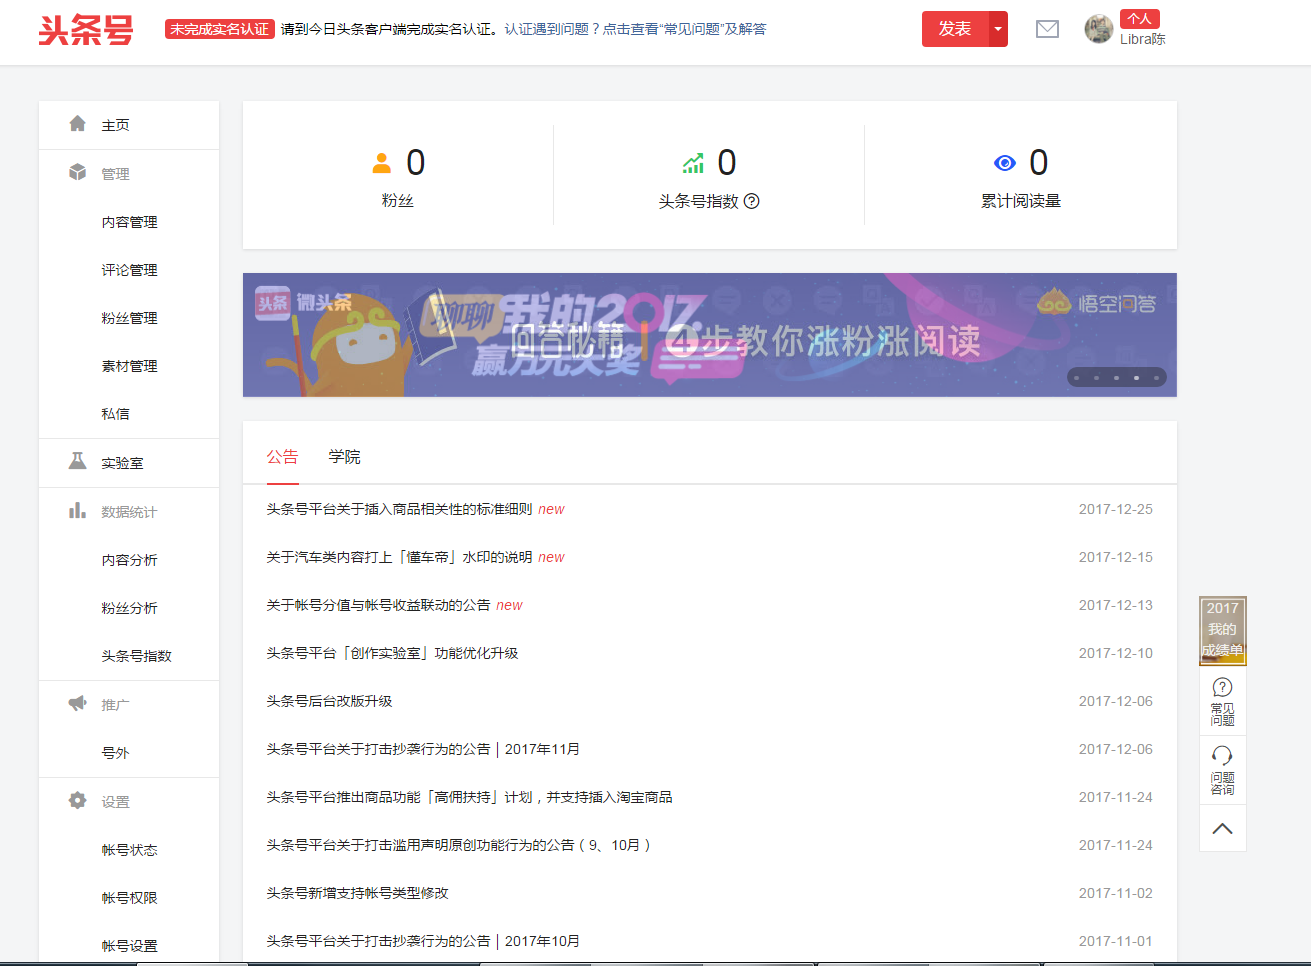 头条号
未完成实名认证 请到今日头条客户端完成实名认证。认证遇到问题？点击查看“常见问题”及解答
发表
个人
Libra陈
主页
管理
内容管理
评论管理
粉丝管理
素材管理
私信
实验室
数据统计
内容分析
粉丝分析
头条号指数
推广
号外
设置
帐号状态
帐号权限
帐号设置
0
粉丝
0
头条号指数
0
累计阅读量
头条 微头条
聊聊 我的2017
赢万元大奖
回答秘籍 4步教你涨粉涨阅读
悟空问答
公告 学院
头条号平台关于插入商品相关性的标准细则 new 2017-12-25
关于汽车类内容打上「懂车帝」水印的说明 new 2017-12-15
关于帐号分值与帐号收益联动的公告 new 2017-12-13
头条号平台「创作实验室」功能优化升级 2017-12-10
头条号后台改版升级 2017-12-06
头条号平台关于打击抄袭行为的公告 | 2017年11月 2017-12-06
头条号平台推出商品功能「高佣扶持」计划，并支持插入淘宝商品 2017-11-24
头条号平台关于打击滥用声明原创功能行为的公告（9、10月） 2017-11-24
头条号新增支持帐号类型修改 2017-11-02
头条号平台关于打击抄袭行为的公告 | 2017年10月 2017-11-01
2017
我的
成绩单
常见
问题
问题
咨询